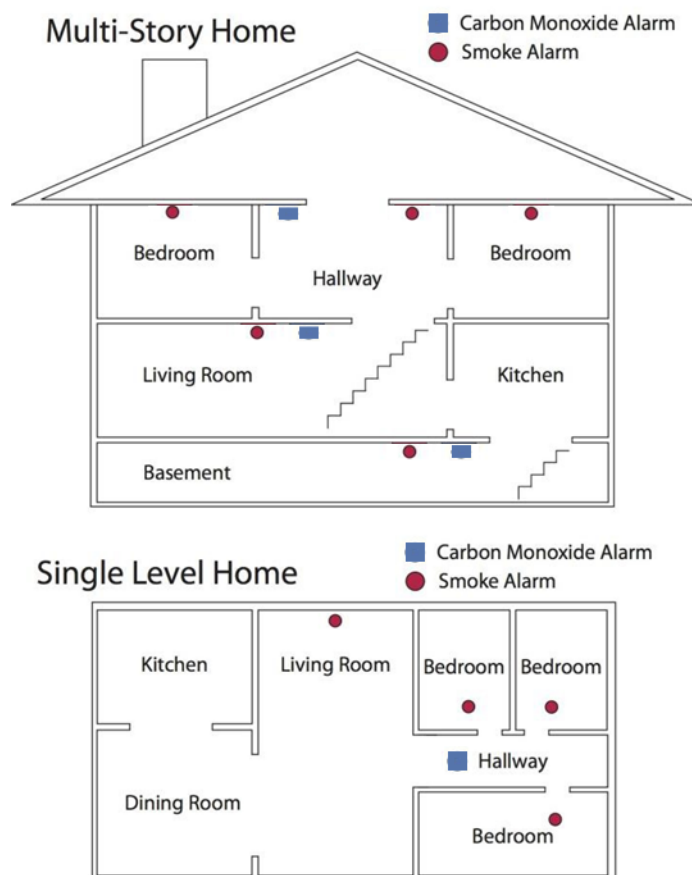 Multi-Story Home
Carbon Monoxide Alarm
Smoke Alarm
Bedroom
Hallway
Bedroom
Living Room
Kitchen
Basement
Single Level Home
Carbon Monoxide Alarm
Smoke Alarm
Kitchen
Living Room
Bedroom
Bedroom
Hallway
Dining Room
Bedroom